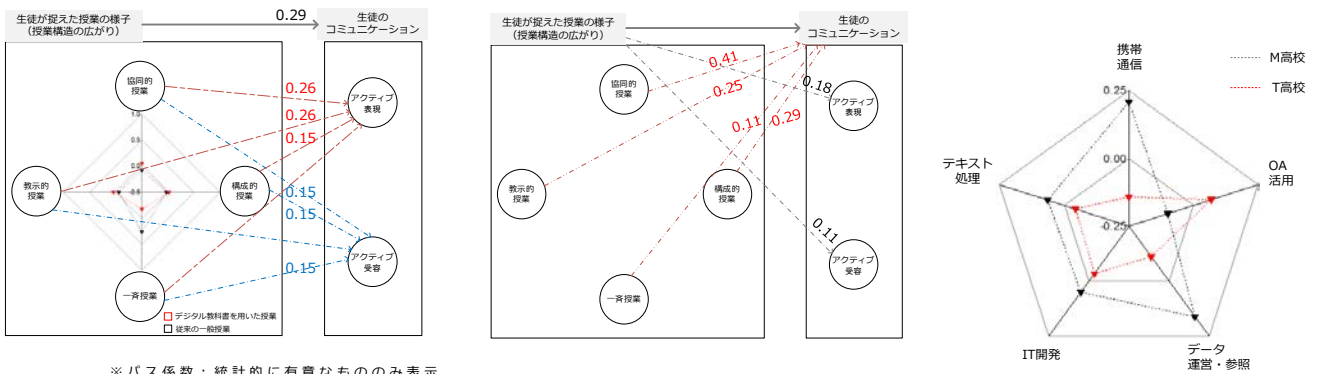 生徒が捉えた授業の様子
（授業構造の広がり）
0.29
生徒の
コミュニケーション
協同的
授業
1.0
0.5
0.0
-0.5
教示的
授業
構成的
授業
一斉授業
0.26
0.26
0.15
0.15
0.15
0.15
アクティブ
表現
アクティブ
受容
デジタル教科書を用いた授業
従来の一般授業
※パス係数：統計的に有意なもののみ表示
生徒が捉えた授業の様子
（授業構造の広がり）
生徒の
コミュニケーション
協同的
授業
教示的
授業
構成的
授業
一斉授業
0.41
0.25
0.11
0.29
0.18
0.11
アクティブ
表現
アクティブ
受容
携帯
通信
0.25
0.00
-0.25
OA
活用
データ
運営・参照
IT開発
テキスト
処理
M高校
T高校